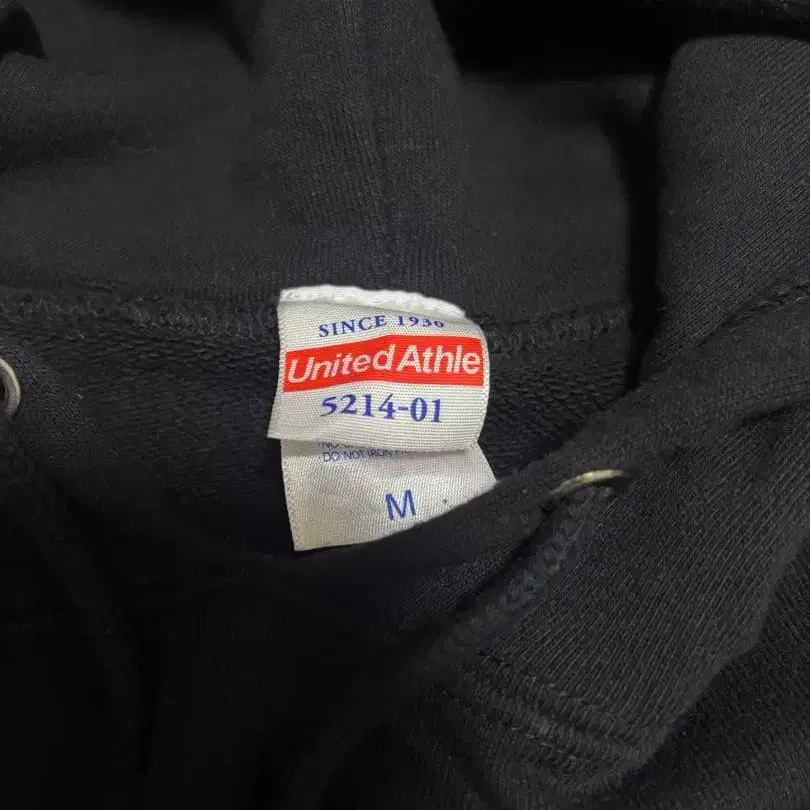 SINCE 1936
United Athle
5214-01
DO NOT IRON
M